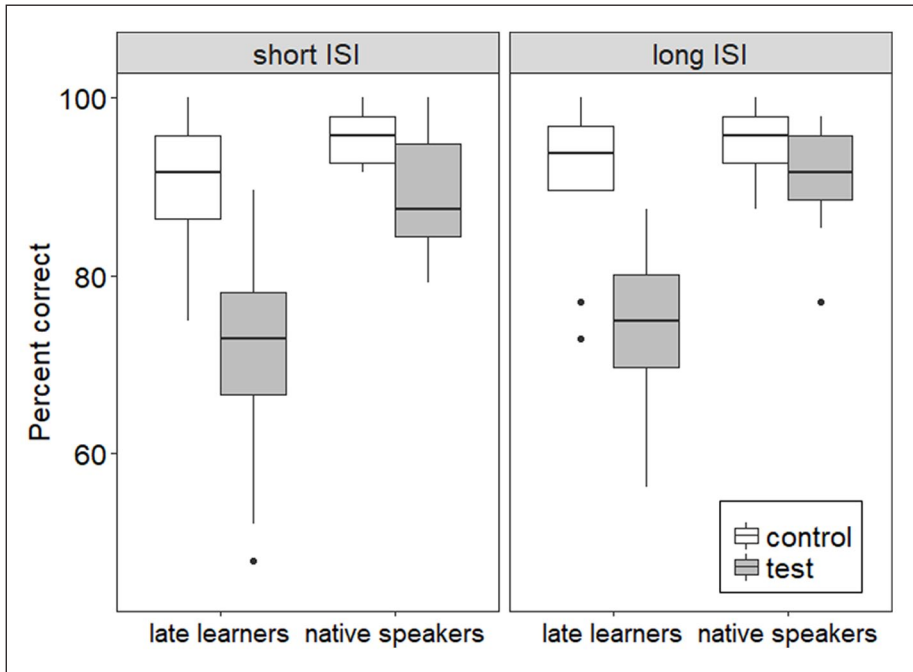 short ISI
long ISI
Percent correct
100
80
60
control
test
late learners native speakers
late learners native speakers